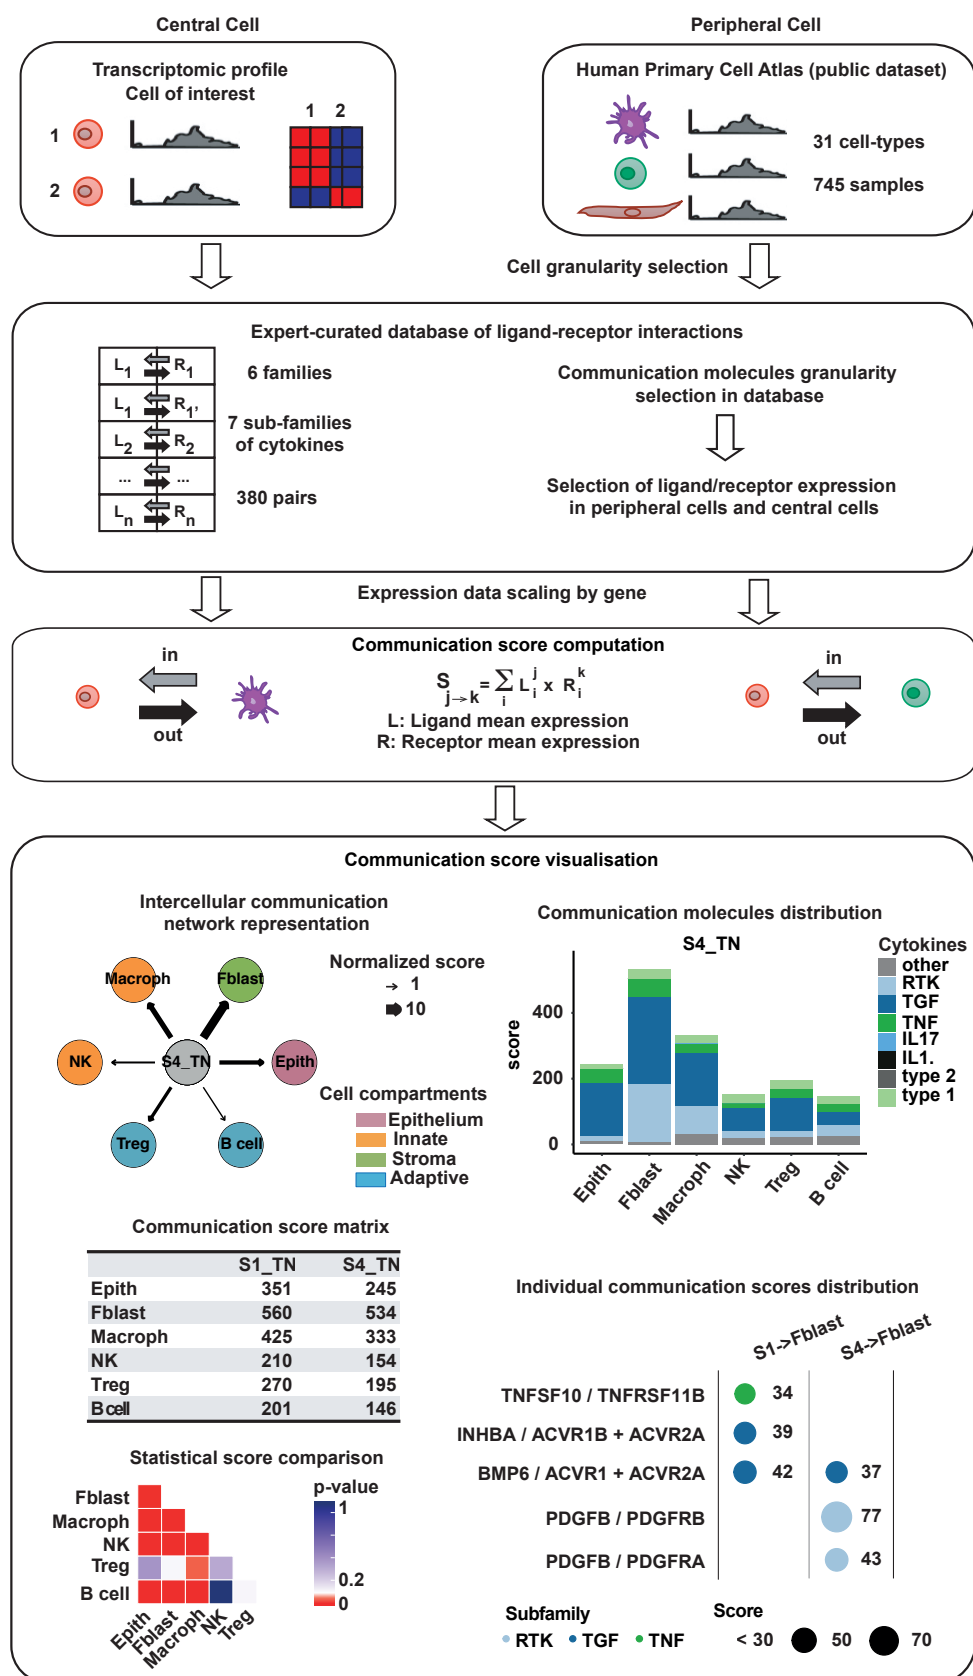 Central Cell
Peripheral Cell
Transcriptomic profile
Cell of interest
1 2
1
2
Human Primary Cell Atlas (public dataset)
31 cell-types
745 samples
Cell granularity selection
Expert-curated database of ligand-receptor interactions
L1 R1
L1 R1'
L2 R2
... ...
Ln Rn
6 families
7 sub-families
of cytokines
380 pairs
Communication molecules granularity
selection in database
Selection of ligand/receptor expression
in peripheral cells and central cells
Expression data scaling by gene
Communication score computation
in
out
S j→k = ∑ i L i j x R i k
L: Ligand mean expression
R: Receptor mean expression
in
out
Communication score visualisation
Intercellular communication
network representation
Macroph
Fblast
NK
S4_TN
Epith
Treg
B cell
Normalized score
1
10
Cell compartments
Epithelium
Innate
Stroma
Adaptive
Communication molecules distribution
S4_TN
score
400
200
0
Epith
Fblast
Macroph
NK
Treg
B cell
Cytokines
other
RTK
TGF
TNF
IL17
IL1.
type 2
type 1
Communication score matrix
S1_TN S4_TN
Epith 351 245
Fblast 560 534
Macroph 425 333
NK 210 154
Treg 270 195
B cell 201 146
Individual communication scores distribution
S1->Fblast
S4->Fblast
TNFSF10 / TNFRSF11B 34
INHBA / ACVR1B + ACVR2A 39
BMP6 / ACVR1 + ACVR2A 42 37
PDGFB / PDGFRB 77
PDGFB / PDGFRA 43
Subfamily
RTK TGF TNF
Score
< 30 50 70
Statistical score comparison
Fblast
Macroph
NK
Treg
B cell
Epith
Fblast
Macroph
NK
Treg
p-value
1
0.2
0